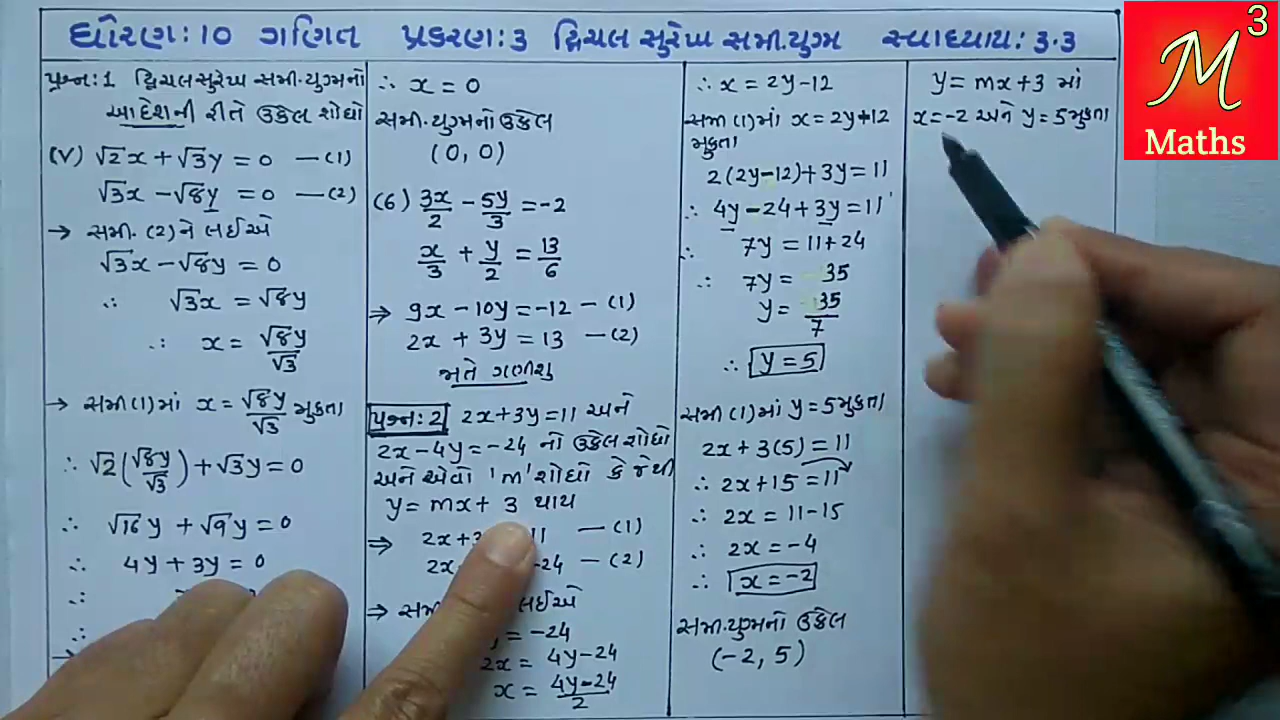 ધોરણ: 10 ગણિત પ્રકરણ: 3 દ્વિચલ સુરેખ સમી.યુગ્મ સ્વાધ્યાય: 3.3
M³
Maths
પ્રશ્ન: 1 દ્વિચલ સુરેખ સમી.યુગ્મનો
આદેશની રીતે ઉકેલ શોધો
(V) √2x + √3y = 0 —(1)
√3x − √8y = 0 —(2)
→ સમી. (2) ને લઈએ
√3x − √8y = 0
∴ √3x = √8y
∴ x = √8y/√3
→ સમી (1) માં x = √8y/√3 મુકતા
∴ √2(√8y/√3) + √3y = 0
∴ √16y + √9y = 0
∴ 4y + 3y = 0
∴
∴
∴ x = 0
સમી.યુગ્મનો ઉકેલ
(0, 0)
(6) 3x/2 − 5y/3 = −2
x/3 + y/2 = 13/6
⇒ 9x − 10y = −12 — (1)
2x + 3y = 13 —(2)
જાતે ગણીશુ
પ્રશ્ન: 2 2x + 3y = 11 અને
2x − 4y = −24 નો ઉકેલ શોધો
અને એવો 'm' શોધો કે જેથી
y = mx + 3 થાય
⇒ 2x + 11 — (1)
2x 24 — (2)
→ સમી લઈએ
= −24
2x = 4y − 24
x = 4y − 24/2
∴ x = 2y − 12
સમી (1) માં x = 2y + 12
મુકતા
2(2y − 12) + 3y = 11
∴ 4y − 24 + 3y = 11
∴ 7y = 11 + 24
∴ 7y = 35
y = 35/7
∴ y = 5
સમી (1) માં y = 5 મુકતા
2x + 3(5) = 11
∴ 2x + 15 = 11
∴ 2x = 11 − 15
∴ 2x = −4
∴ x = −2
સમી.યુગ્મનો ઉકેલ
(−2, 5)
y = mx + 3 માં
x = −2 અને y = 5 મુકતા